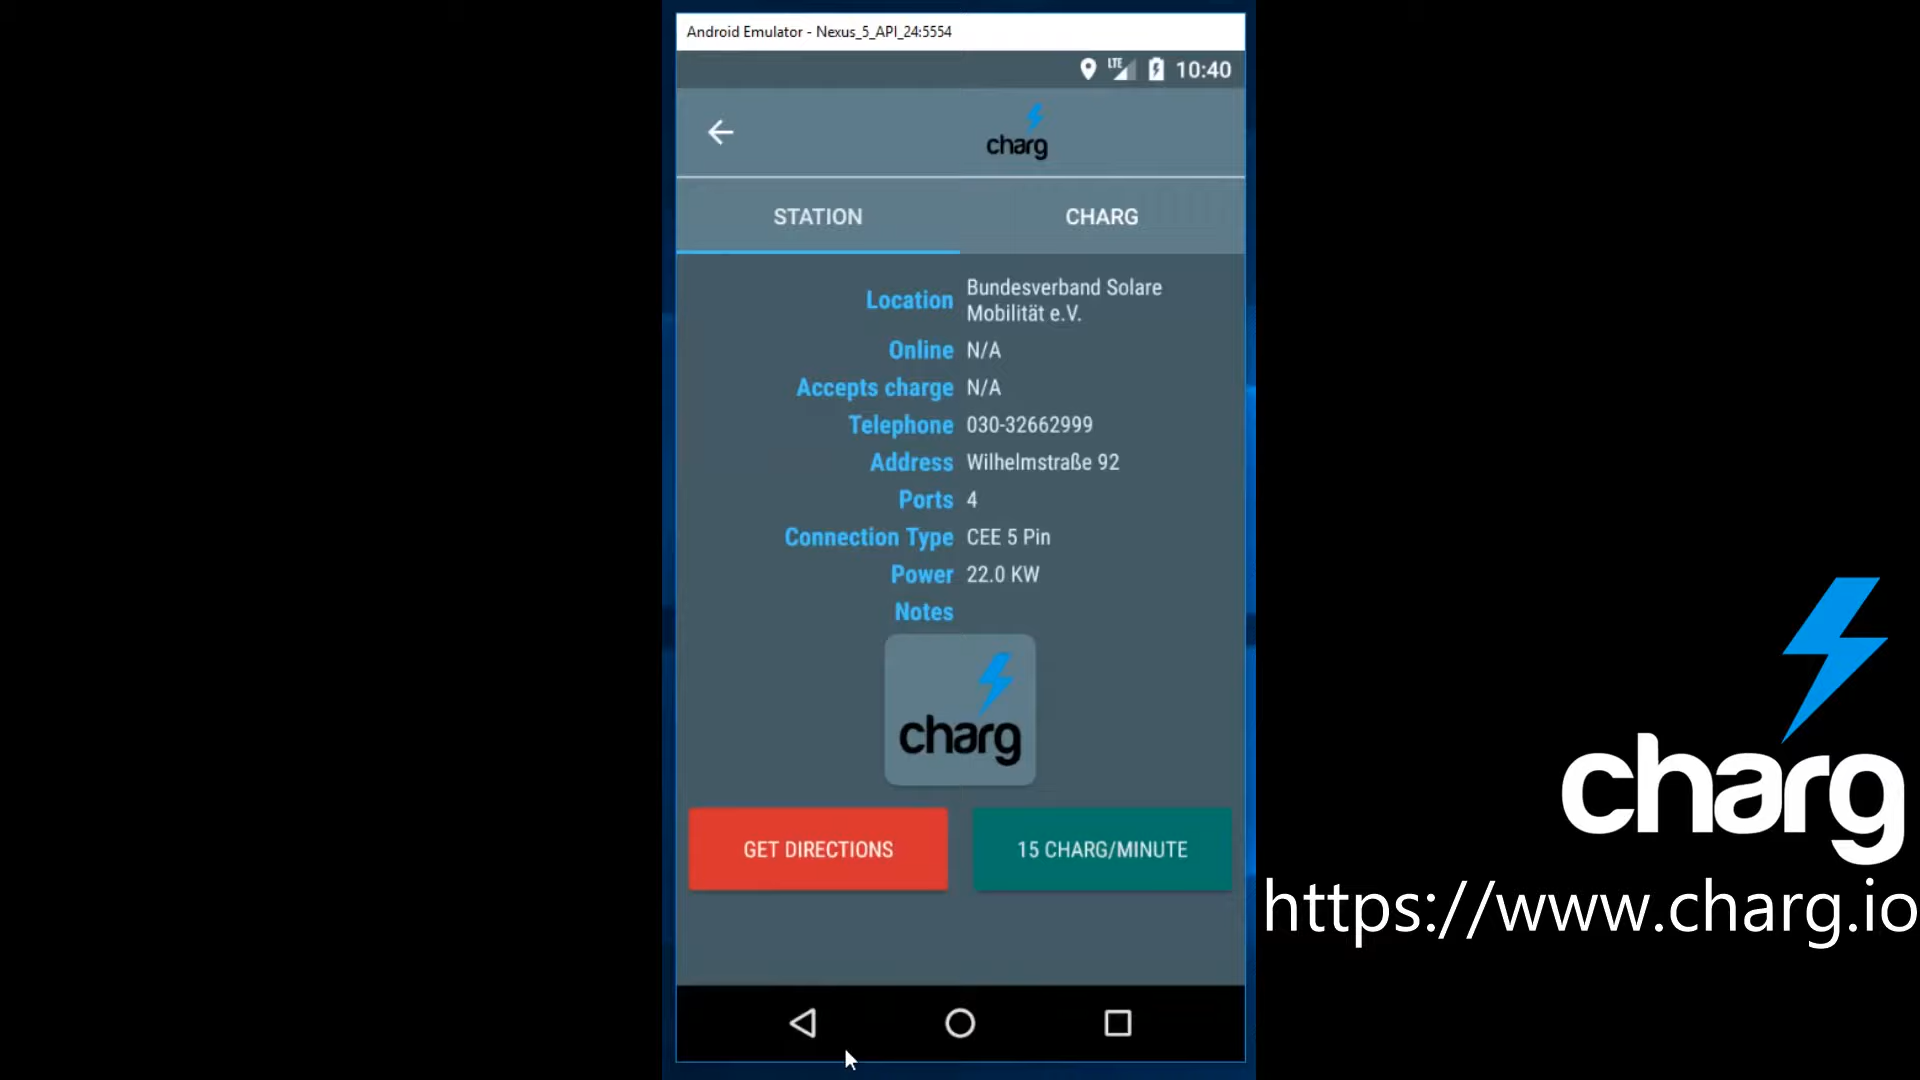 Android Emulator - Nexus_5_API_24:5554
LTE 10:40
charg
STATION CHARG
Location Bundesverband Solare
Mobilität e.V.
Online N/A
Accepts charge N/A
Telephone 030-32662999
Address Wilhelmstraße 92
Ports 4
Connection Type CEE 5 Pin
Power 22.0 KW
Notes
charg
GET DIRECTIONS 15 CHARG/MINUTE
charg
https://www.charg.io